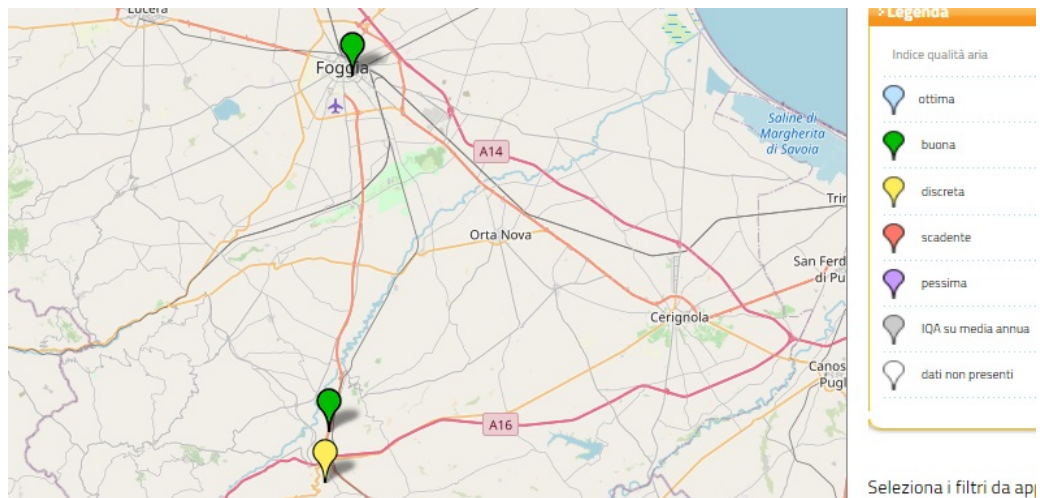 Lucera
Foggia
A14
Saline di
Margherita
di Savoia
Orta Nova
San Ferd
di Pu
Cerignola
Canos
Pugl
A16
Legenda
Indice qualità aria
ottima
buona
discreta
scadente
pessima
IQA su media annua
dati non presenti
Seleziona i filtri da app